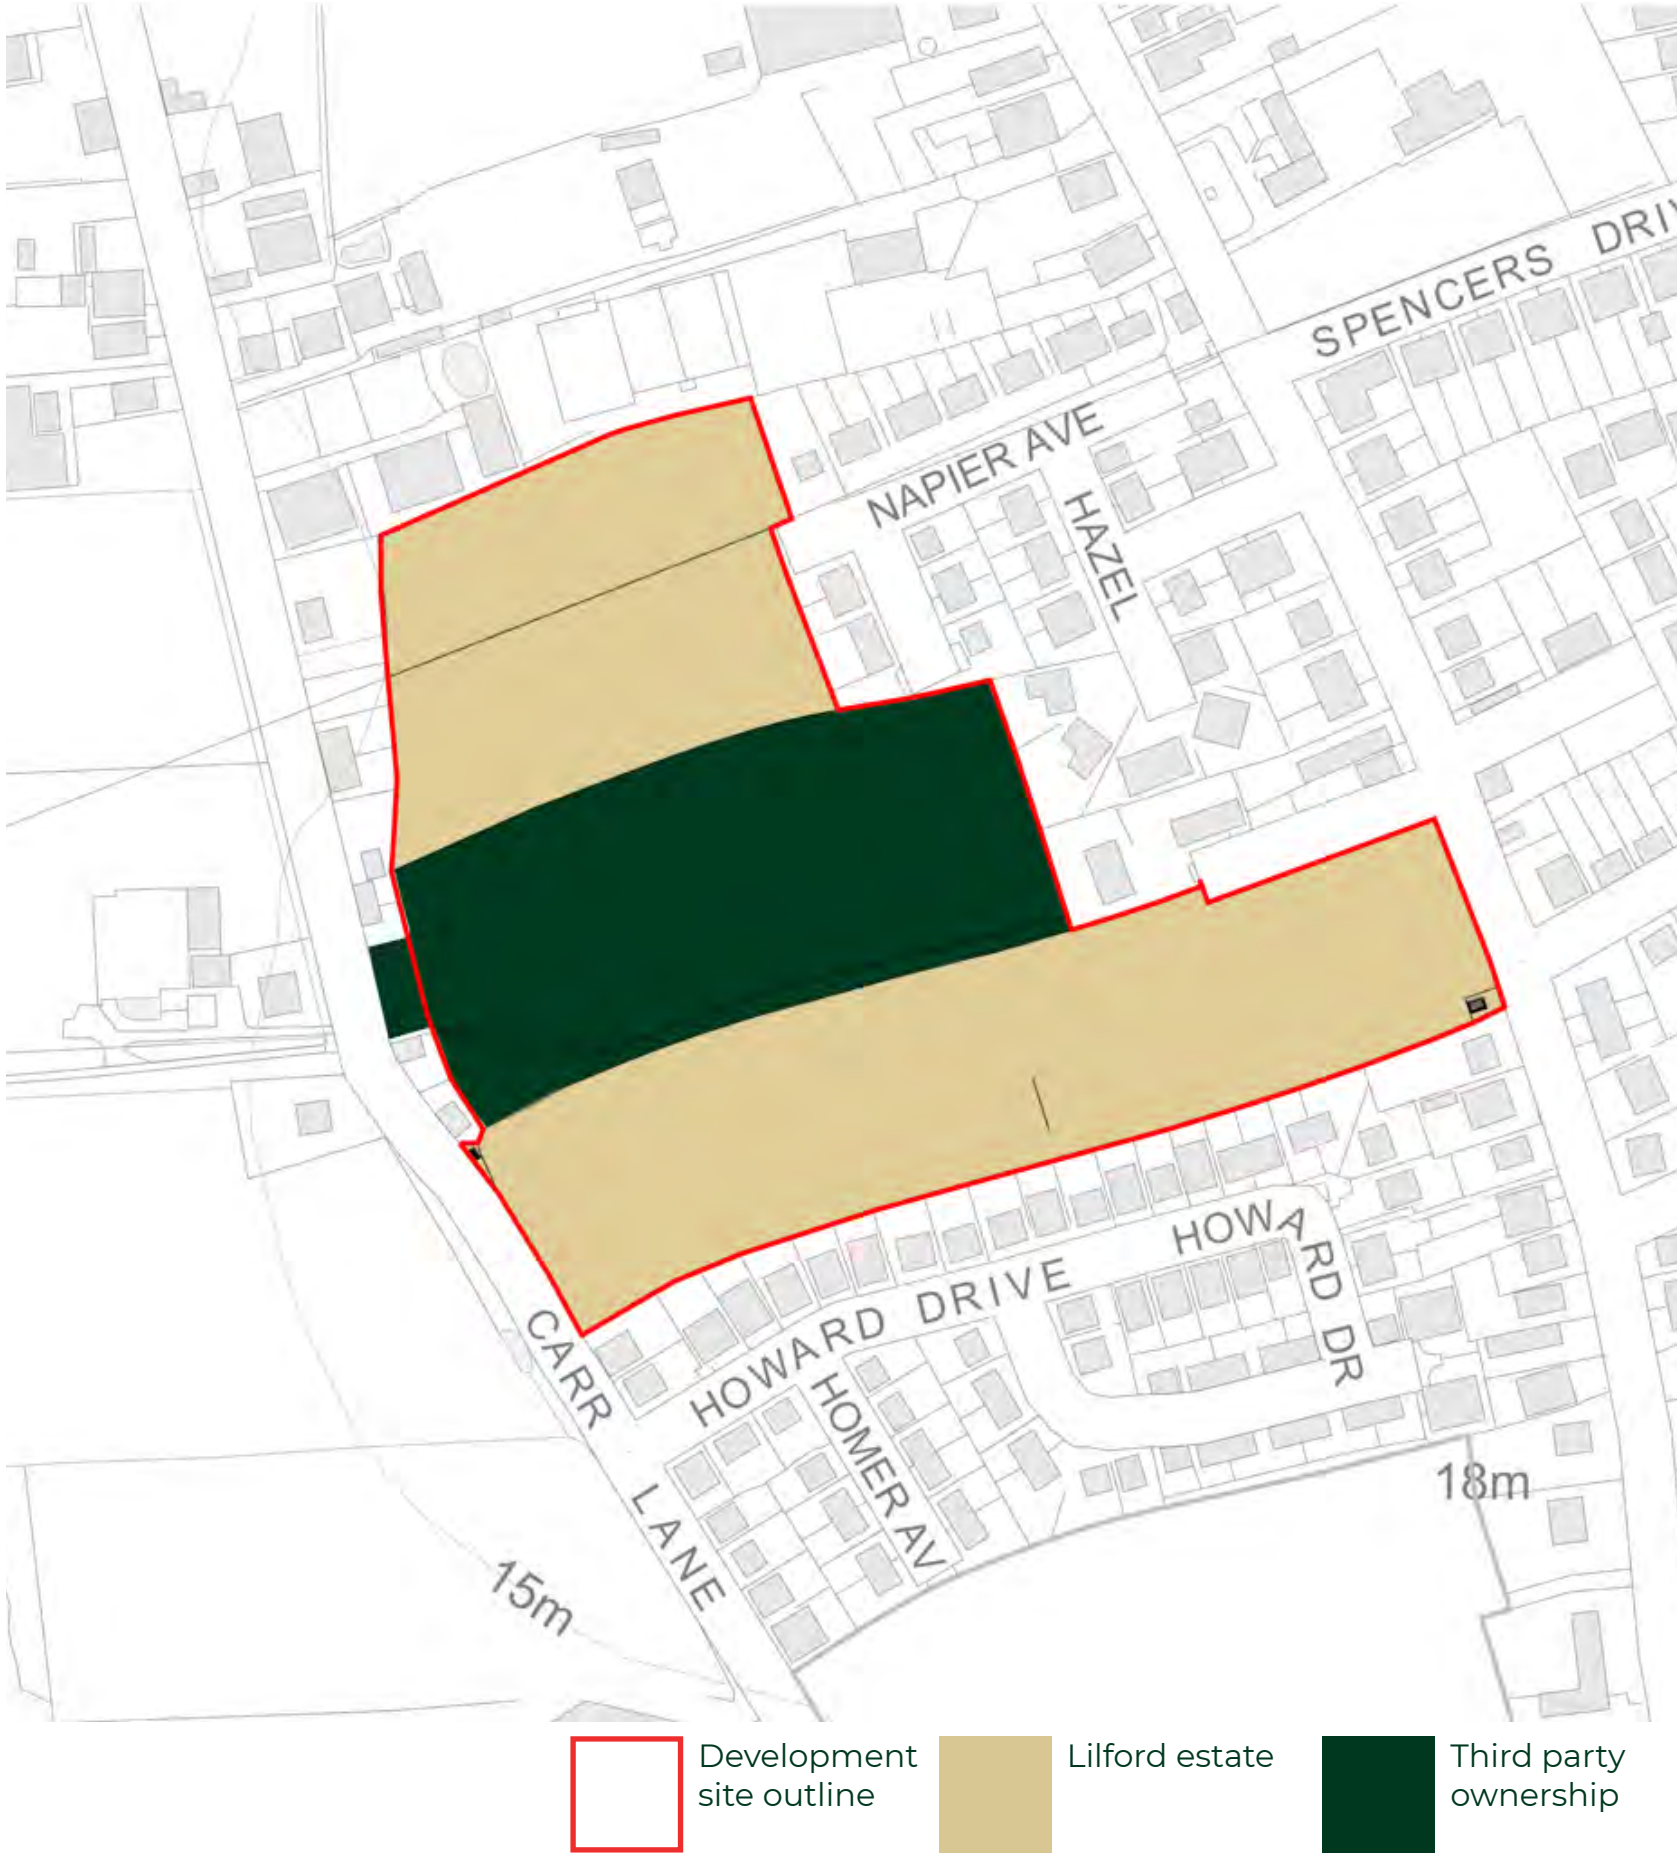 SPENCERS DRIV
NAPIER AVE
HAZEL
HOWARD DR
HOWARD DRIVE
CARR LANE
HOMER AV
18m
15m
Development
site outline
Lilford estate
Third party
ownership